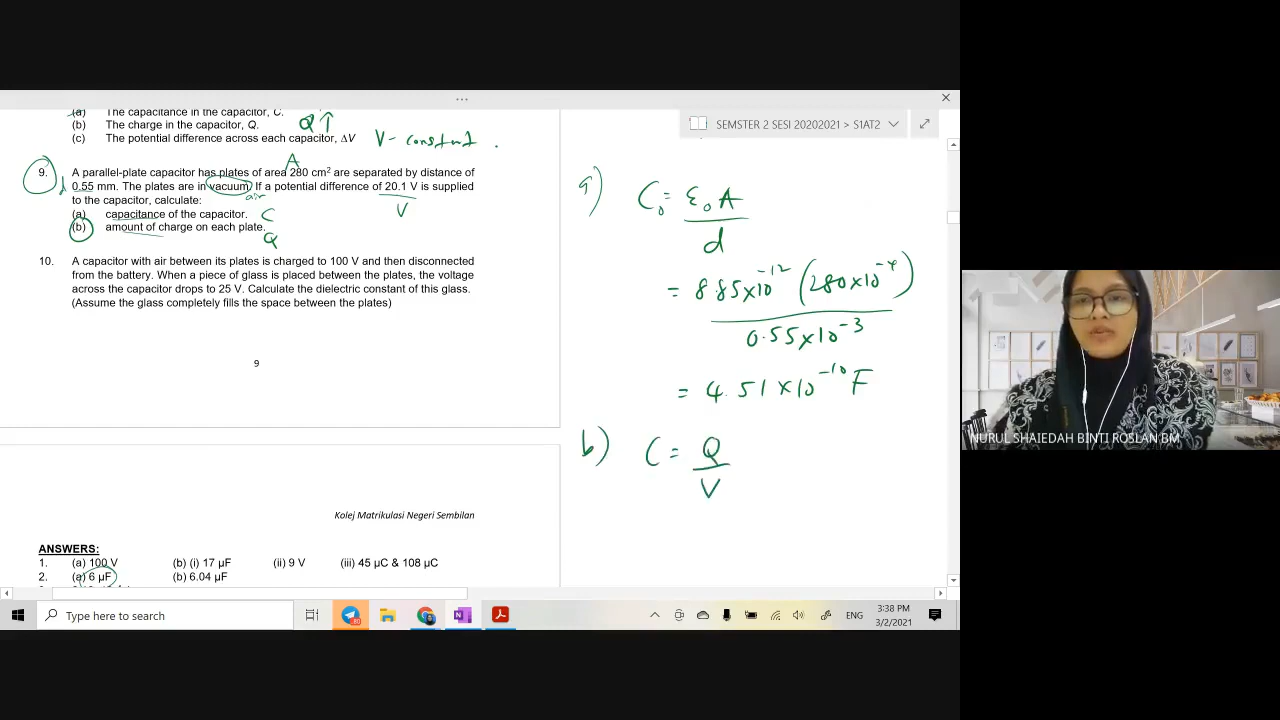 (a) The capacitance in the capacitor, C.
(b) The charge in the capacitor, Q. Q ↑
(c) The potential difference across each capacitor, ΔV V - constant .
SEMSTER 2 SESI 20202021 > S1AT2
A
9. A parallel-plate capacitor has plates of area 280 cm² are separated by distance of
d 0.55 mm. The plates are in vacuum. If a potential difference of 20.1 V is supplied
air
to the capacitor, calculate: V
(a) capacitance of the capacitor. C
(b) amount of charge on each plate. Q
10. A capacitor with air between its plates is charged to 100 V and then disconnected
from the battery. When a piece of glass is placed between the plates, the voltage
across the capacitor drops to 25 V. Calculate the dielectric constant of this glass.
(Assume the glass completely fills the space between the plates)
9
Kolej Matrikulasi Negeri Sembilan
ANSWERS:
1. (a) 100 V (b) (i) 17 µF (ii) 9 V (iii) 45 µC & 108 µC
2. (a) 6 µF (b) 6.04 µF
a) C₀ = ε₀A
d
= 8.85×10⁻¹² (280×10⁻⁴)
0.55×10⁻³
= 4.51×10⁻¹⁰ F
b) C = Q
V
NURUL SHAIEDAH BINTI ROSLAN BM
Type here to search
80
ENG
3:38 PM
3/2/2021